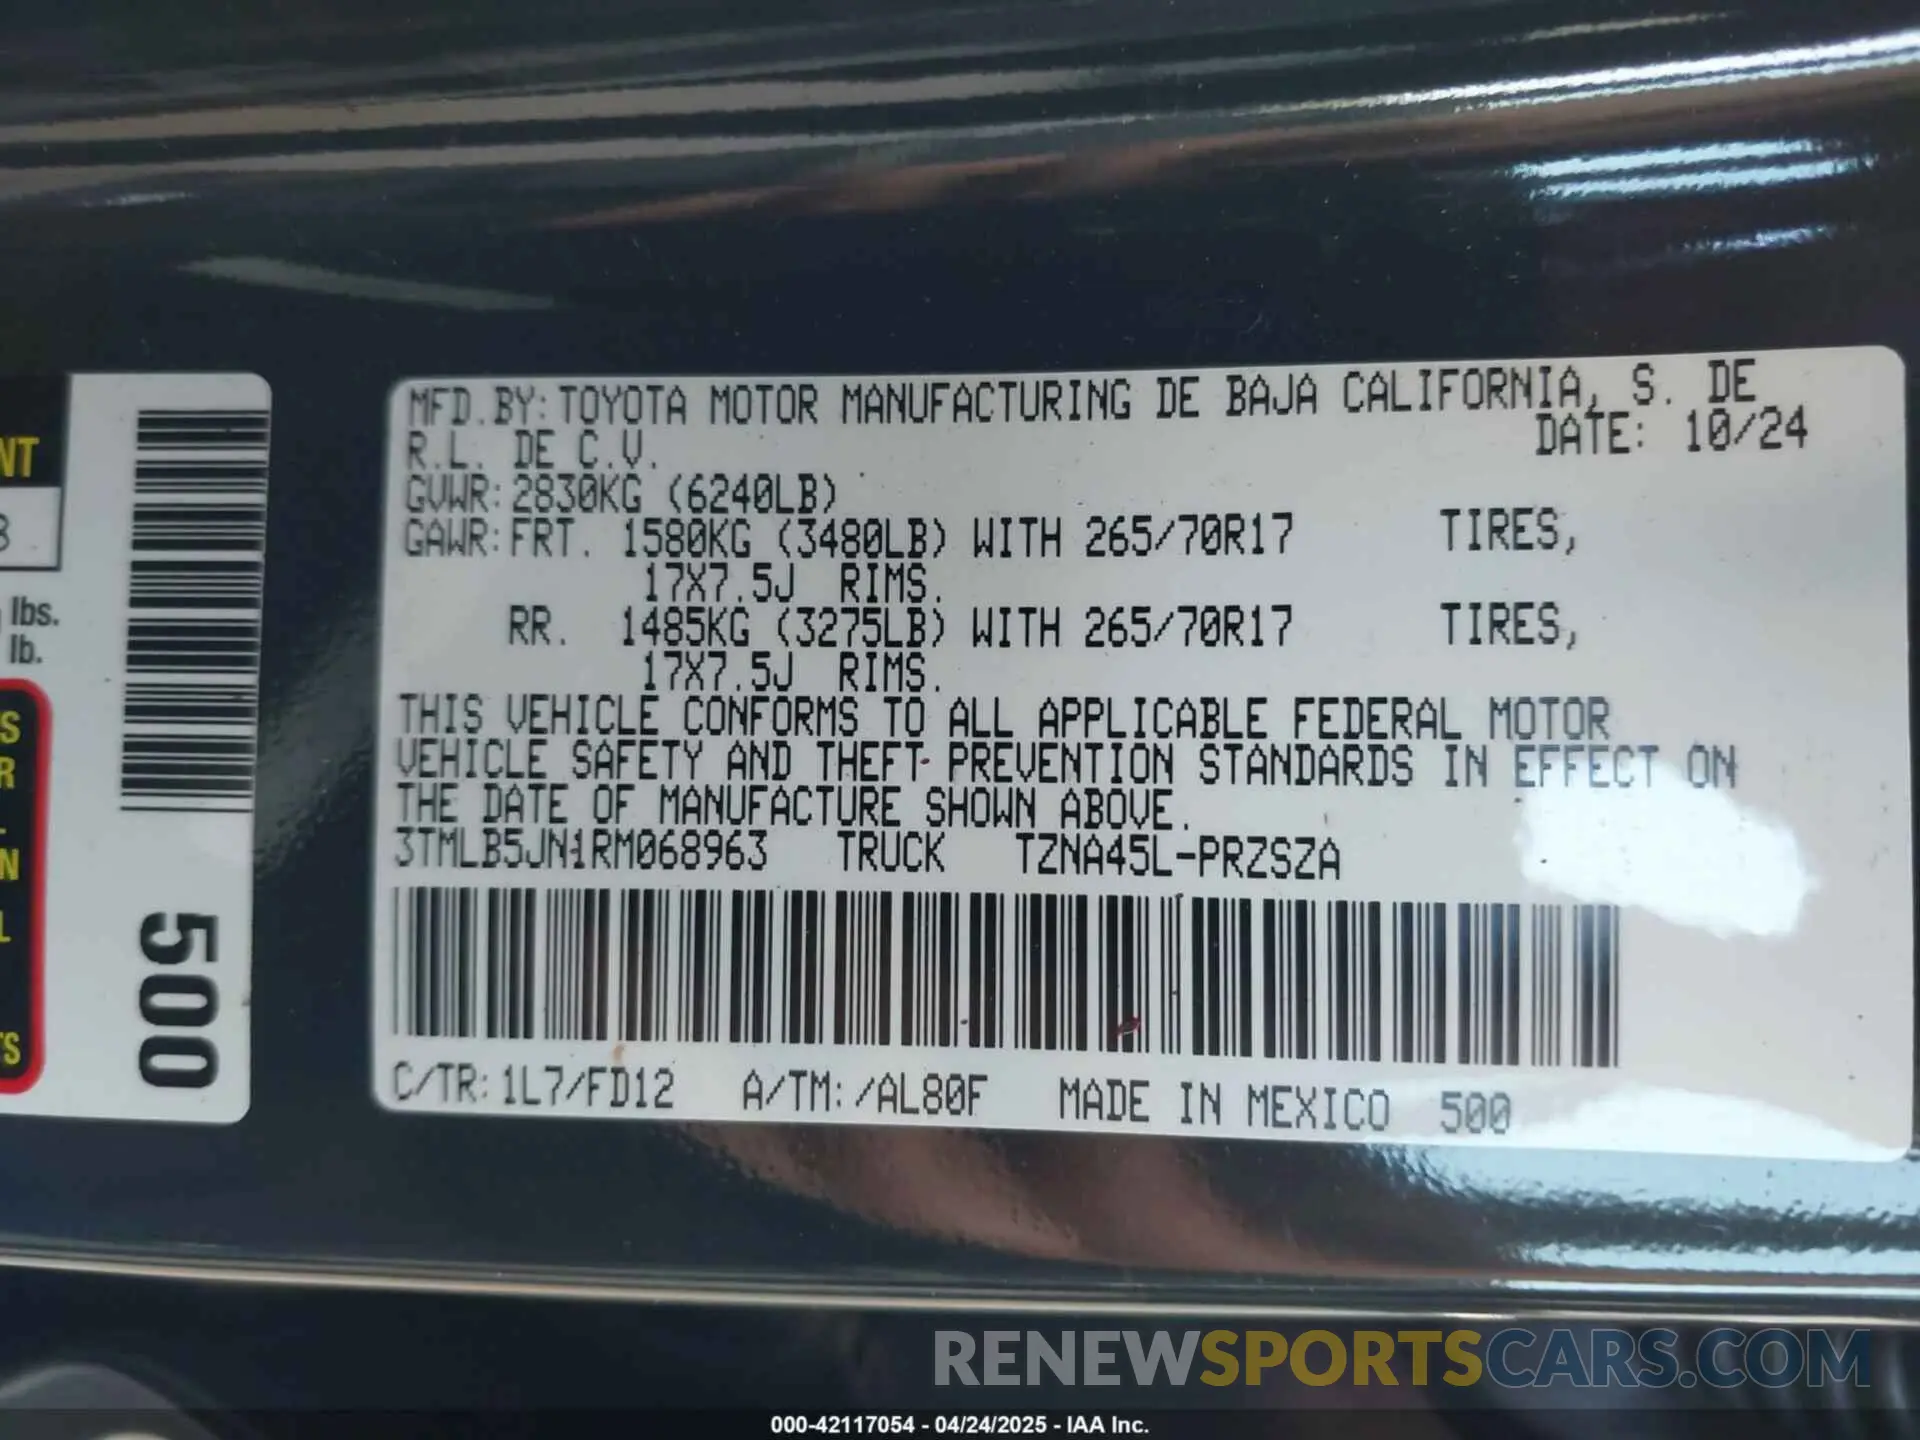 NT
8
lbs.
lb.
S
R
N
L
TS
500
MFD.BY:TOYOTA MOTOR MANUFACTURING DE BAJA CALIFORNIA, S. DE
R.L. DE C.V. DATE: 10/24
GVWR:2830KG (6240LB)
GAWR:FRT. 1580KG (3480LB) WITH 265/70R17 TIRES,
17X7.5J RIMS.
RR. 1485KG (3275LB) WITH 265/70R17 TIRES,
17X7.5J RIMS.
THIS VEHICLE CONFORMS TO ALL APPLICABLE FEDERAL MOTOR
VEHICLE SAFETY AND THEFT PREVENTION STANDARDS IN EFFECT ON
THE DATE OF MANUFACTURE SHOWN ABOVE.
3TMLB5JN1RM068963 TRUCK TZNA45L-PRZSZA
C/TR:1L7/FD12 A/TM:/AL80F MADE IN MEXICO 500
RENEWSPORTSCARS.COM
000-42117054 - 04/24/2025 - IAA Inc.